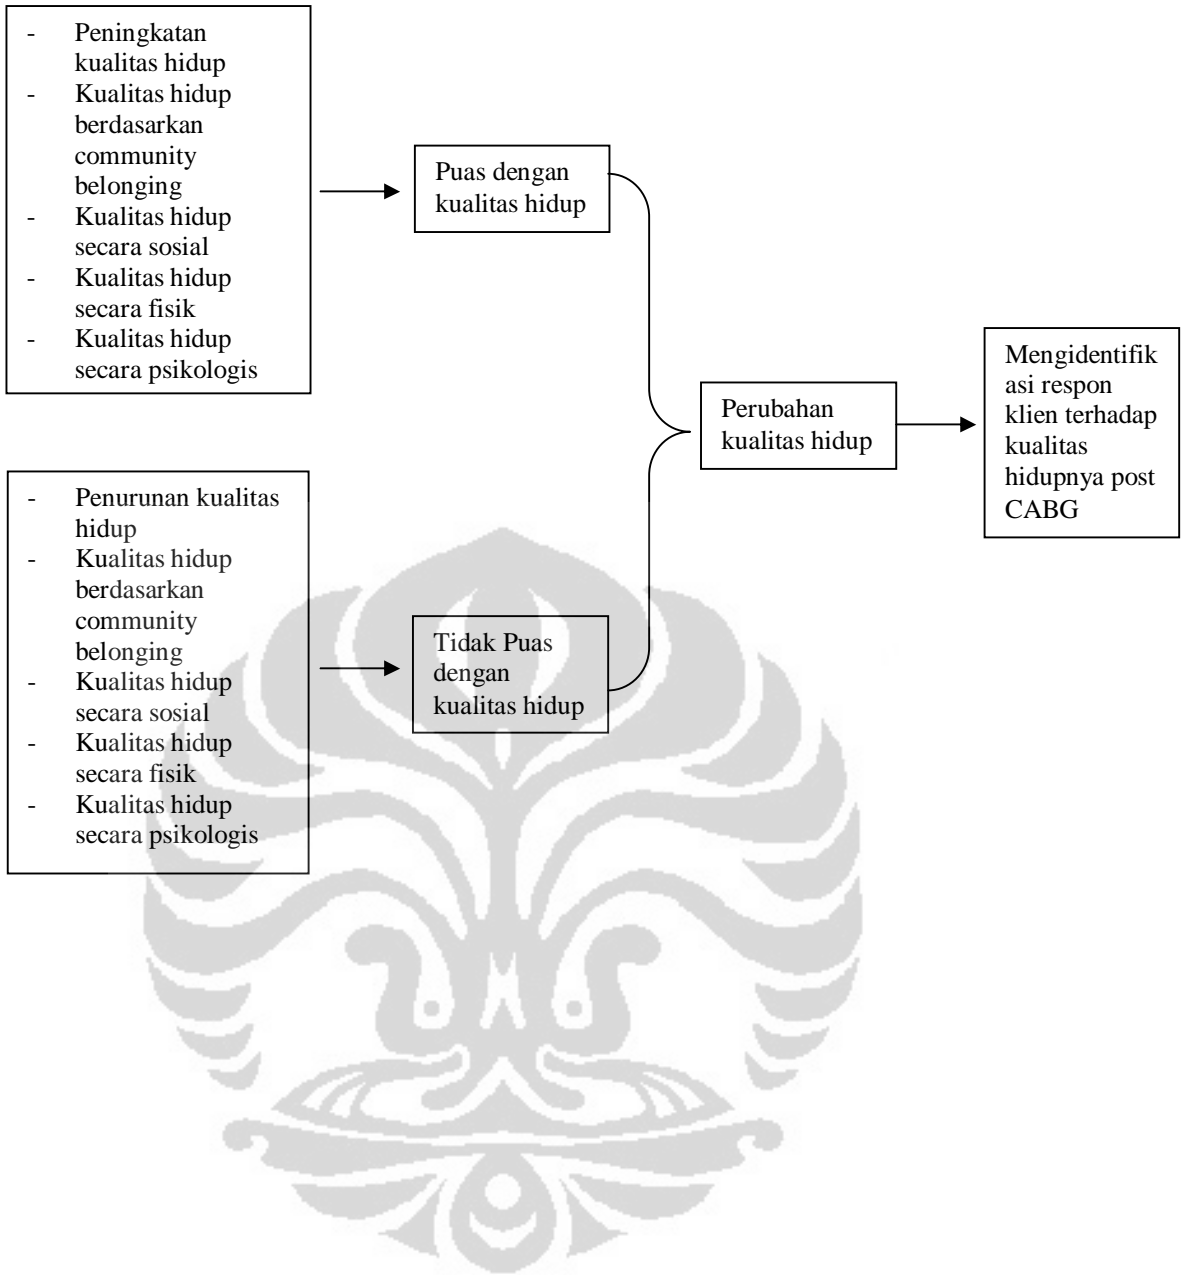 - Peningkatan
kualitas hidup
- Kualitas hidup
berdasarkan
community
belonging
- Kualitas hidup
secara sosial
- Kualitas hidup
secara fisik
- Kualitas hidup
secara psikologis
Puas dengan
kualitas hidup
- Penurunan kualitas
hidup
- Kualitas hidup
berdasarkan
community
belonging
- Kualitas hidup
secara sosial
- Kualitas hidup
secara fisik
- Kualitas hidup
secara psikologis
Tidak Puas
dengan
kualitas hidup
Perubahan
kualitas hidup
Mengidentifik
asi respon
klien terhadap
kualitas
hidupnya post
CABG